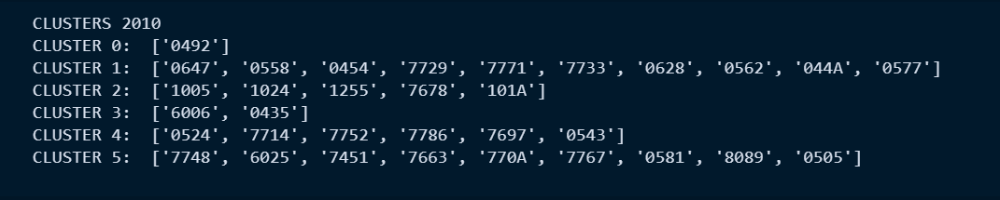 CLUSTERS 2010
CLUSTER 0:  ['0492']
CLUSTER 1:  ['0647', '0558', '0454', '7729', '7771', '7733', '0628', '0562', '044A', '0577']
CLUSTER 2:  ['1005', '1024', '1255', '7678', '101A']
CLUSTER 3:  ['6006', '0435']
CLUSTER 4:  ['0524', '7714', '7752', '7786', '7697', '0543']
CLUSTER 5:  ['7748', '6025', '7451', '7663', '770A', '7767', '0581', '8089', '0505']